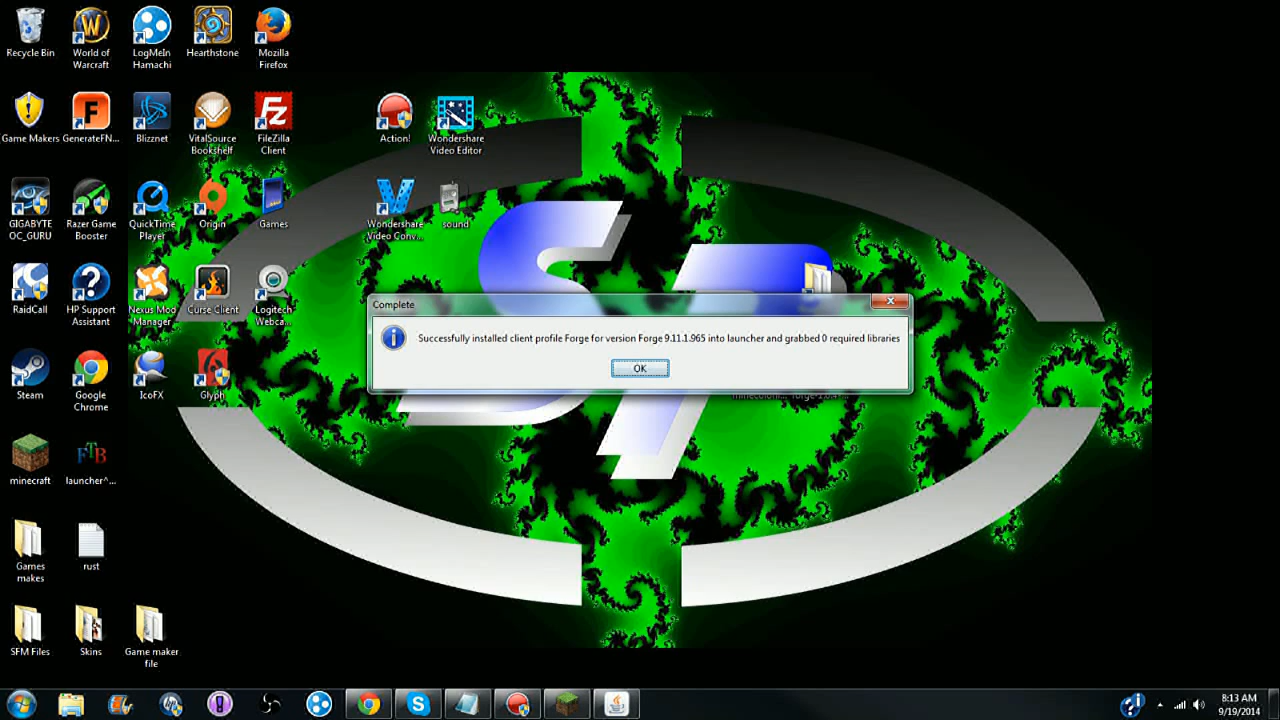 Recycle Bin
World of
Warcraft
LogMeIn
Hamachi
Hearthstone
Mozilla
Firefox
Game Makers
GenerateFN...
Blizznet
VitalSource
Bookshelf
FileZilla
Client
Action!
Wondershare
Video Editor
GIGABYTE
OC_GURU
Razer Game
Booster
QuickTime
Player
Origin
Games
Wondershare
Video Conv...
sound
RaidCall
HP Support
Assistant
Nexus Mod
Manager
Curse Client
Logitech
Webca...
Complete
Successfully installed client profile Forge for version Forge 9.11.1.965 into launcher and grabbed 0 required libraries
OK
Steam
Google
Chrome
IcoFX
Glyph
minecraft
FTB
launcher^...
Games
makes
rust
SFM Files
Skins
Game maker
file
8:13 AM
9/19/2014